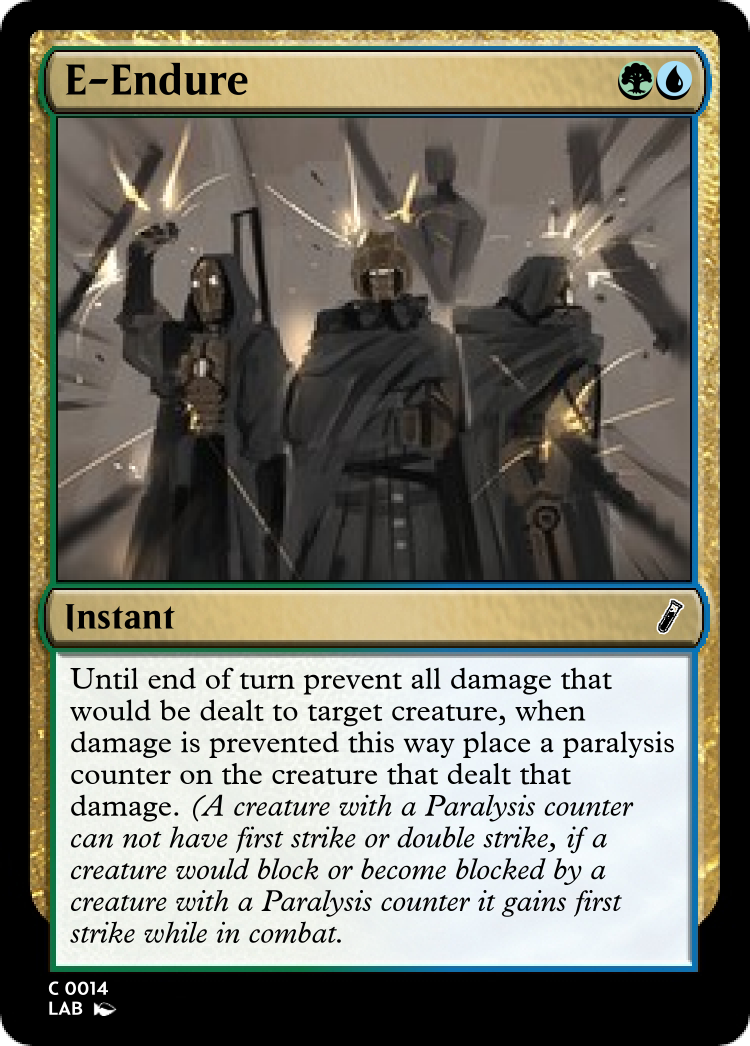 E-Endure
Instant
Until end of turn prevent all damage that
would be dealt to target creature, when
damage is prevented this way place a paralysis
counter on the creature that dealt that
damage. (A creature with a Paralysis counter
can not have first strike or double strike, if a
creature would block or become blocked by a
creature with a Paralysis counter it gains first
strike while in combat.
C 0014
LAB